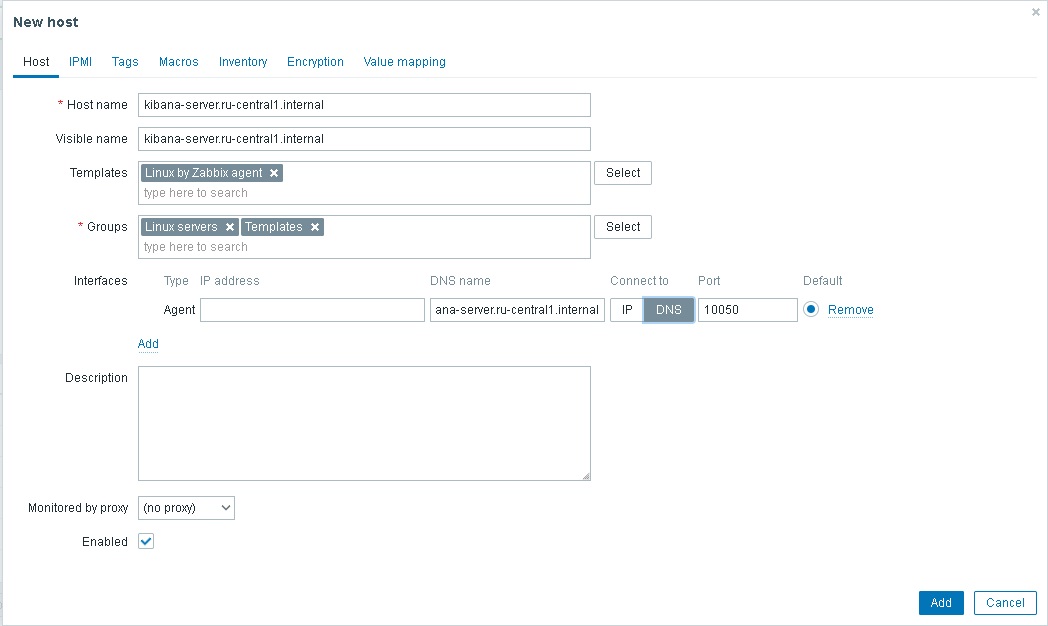 New host
Host IPMI Tags Macros Inventory Encryption Value mapping
* Host name kibana-server.ru-central1.internal
Visible name kibana-server.ru-central1.internal
Templates Linux by Zabbix agent Select
type here to search
* Groups Linux servers Templates Select
type here to search
Interfaces Type IP address DNS name Connect to Port Default
Agent ana-server.ru-central1.internal IP DNS 10050 Remove
Add
Description
Monitored by proxy (no proxy)
Enabled
Add Cancel